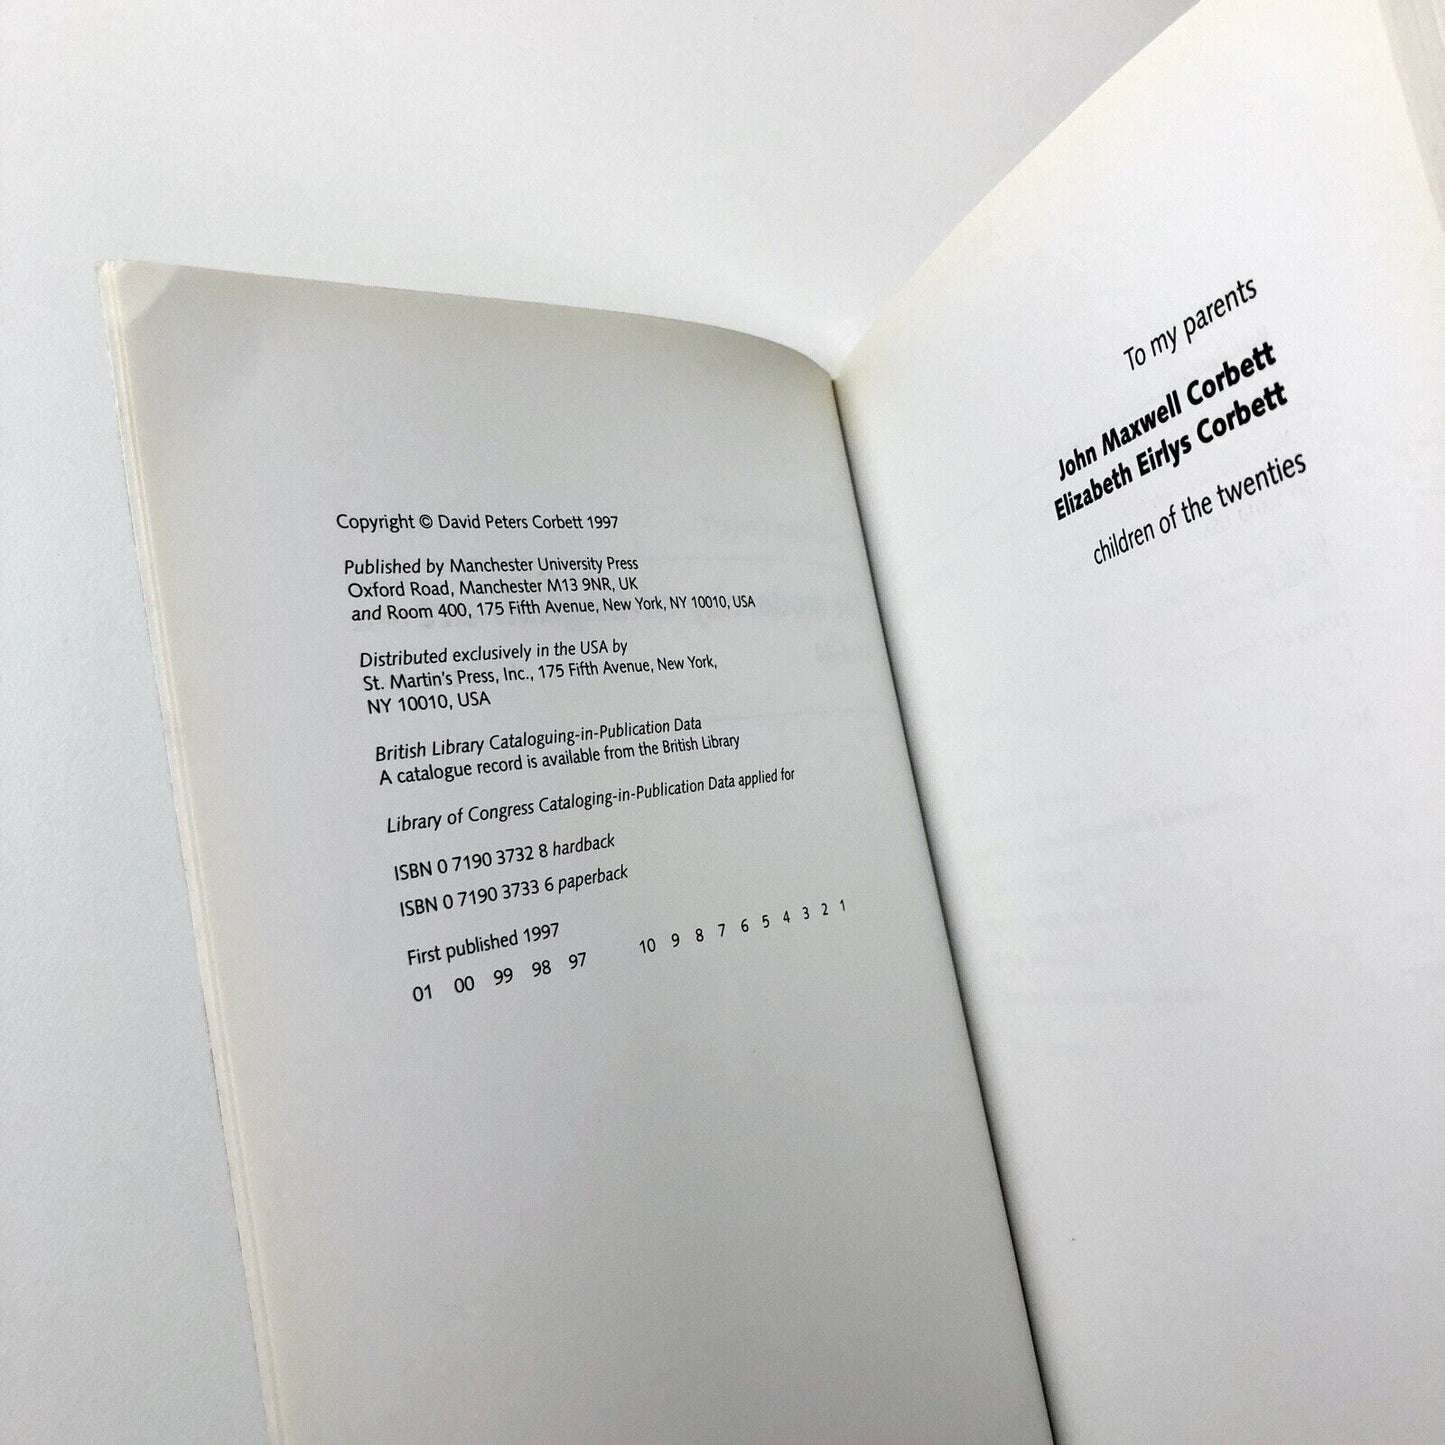 Copyright © David Peters Corbett 1997
Published by Manchester University Press
Oxford Road, Manchester M13 9NR, UK
and Room 400, 175 Fifth Avenue, New York, NY 10010, USA
Distributed exclusively in the USA by
St. Martin's Press, Inc., 175 Fifth Avenue, New York,
NY 10010, USA
British Library Cataloguing-in-Publication Data
A catalogue record is available from the British Library
Library of Congress Cataloging-in-Publication Data applied for
ISBN 0 7190 3732 8 hardback
ISBN 0 7190 3733 6 paperback
First published 1997
01 00 99 98 97 10 9 8 7 6 5 4 3 2 1
To my parents
John Maxwell Corbett
Elizabeth Eirlys Corbett
children of the twenties